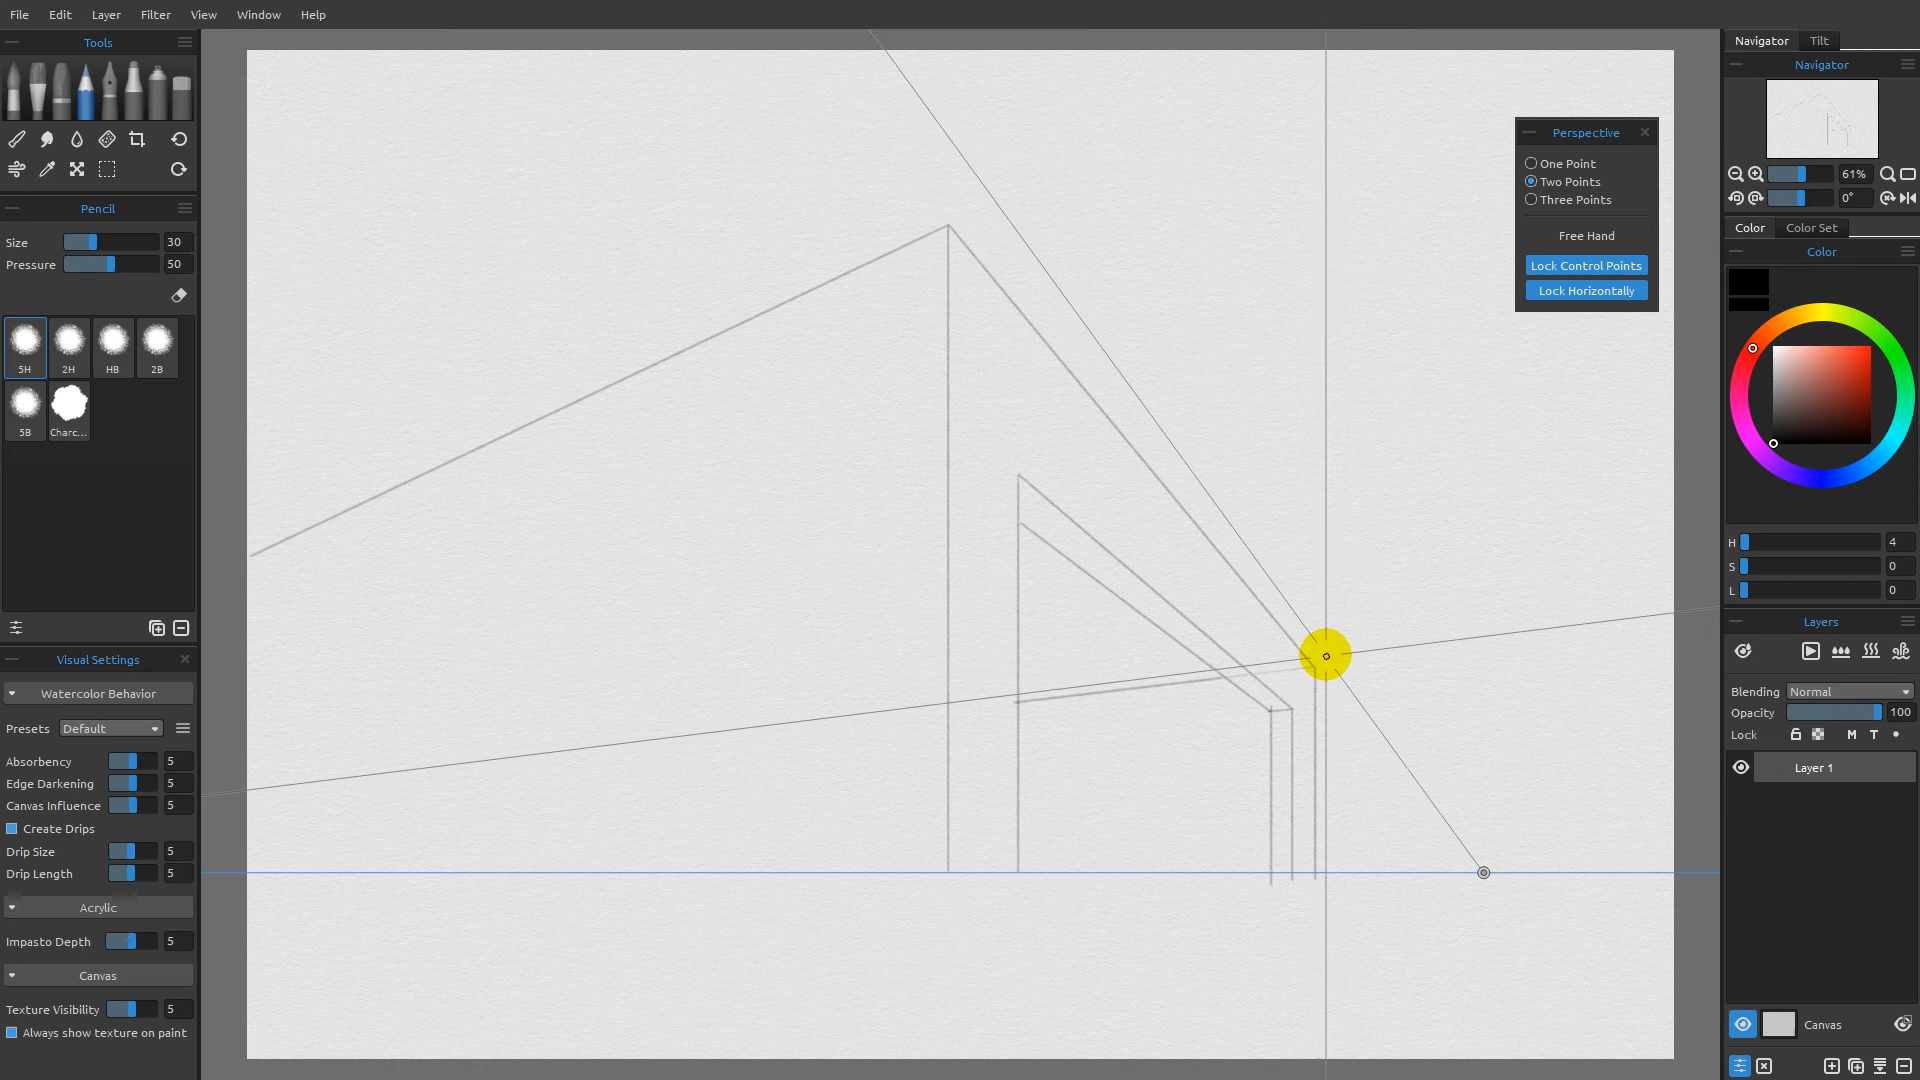 File Edit Layer Filter View Window Help
Tools
Pencil
Size 30
Pressure 50
5H 2H HB 2B
5B Charc...
Visual Settings
Watercolor Behavior
Presets Default
Absorbency 5
Edge Darkening 5
Canvas Influence 5
Create Drips
Drip Size 5
Drip Length 5
Acrylic
Impasto Depth 5
Canvas
Texture Visibility 5
Always show texture on paint
Perspective
One Point
Two Points
Three Points
Free Hand
Lock Control Points
Lock Horizontally
Navigator Tilt
Navigator
61%
0°
Color Color Set
Color
H 4
S 0
L 0
Layers
Blending Normal
Opacity 100
Lock M T
Layer 1
Canvas